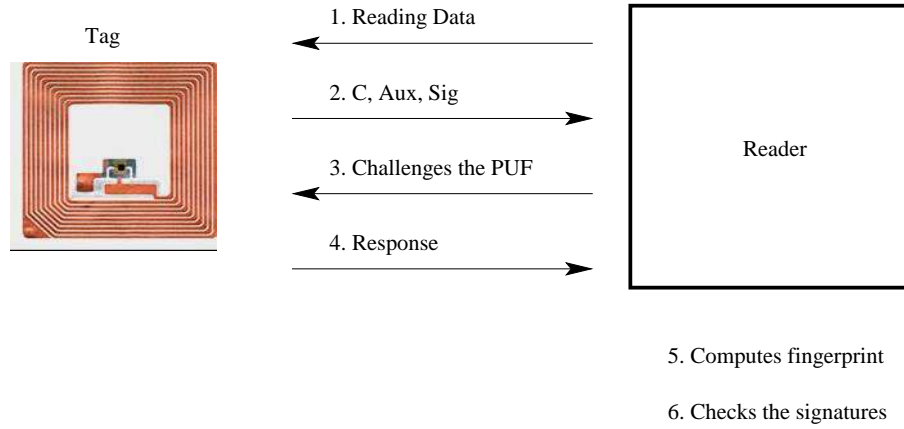 Tag
1. Reading Data
2. C, Aux, Sig
3. Challenges the PUF
4. Response
Reader
5. Computes fingerprint
6. Checks the signatures